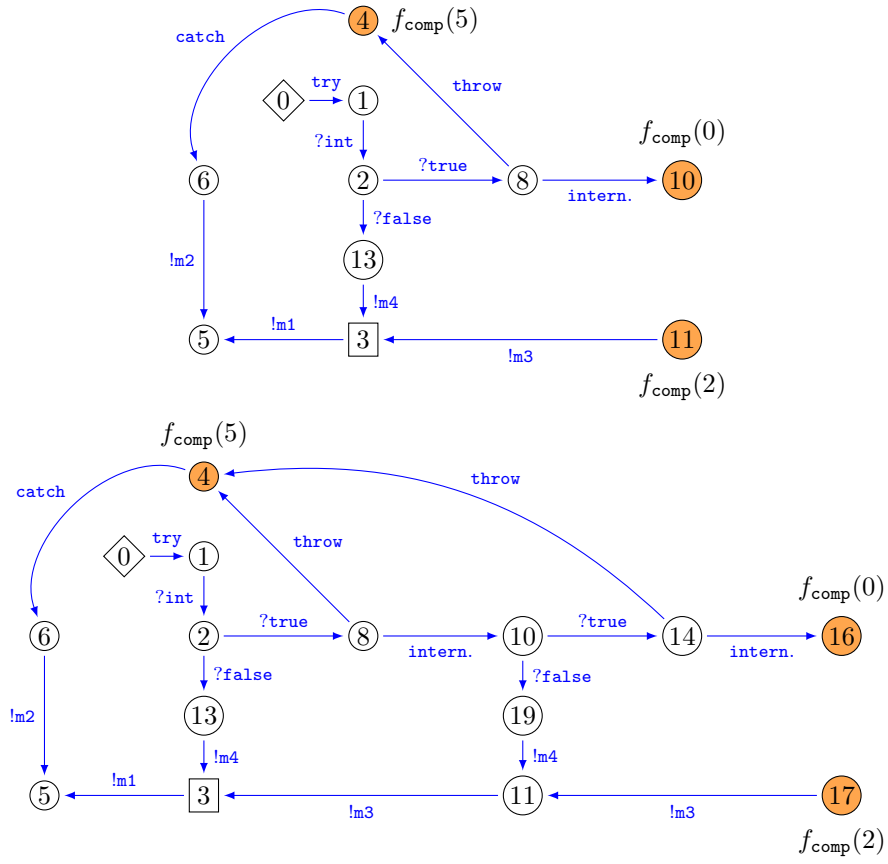 4 f_comp(5)
catch
throw
try
0 1
f_comp(0)
?int
6 2 ?true 8 10
intern.
?false
!m2 13
!m4
5 !m1 3 !m3 11
f_comp(2)
f_comp(5)
4
catch throw
throw
try
0 1
f_comp(0)
?int
6 2 ?true 8 10 ?true 14 16
intern. intern.
?false ?false
!m2 13 19
!m4 !m4
5 !m1 3 !m3 11 !m3 17
f_comp(2)